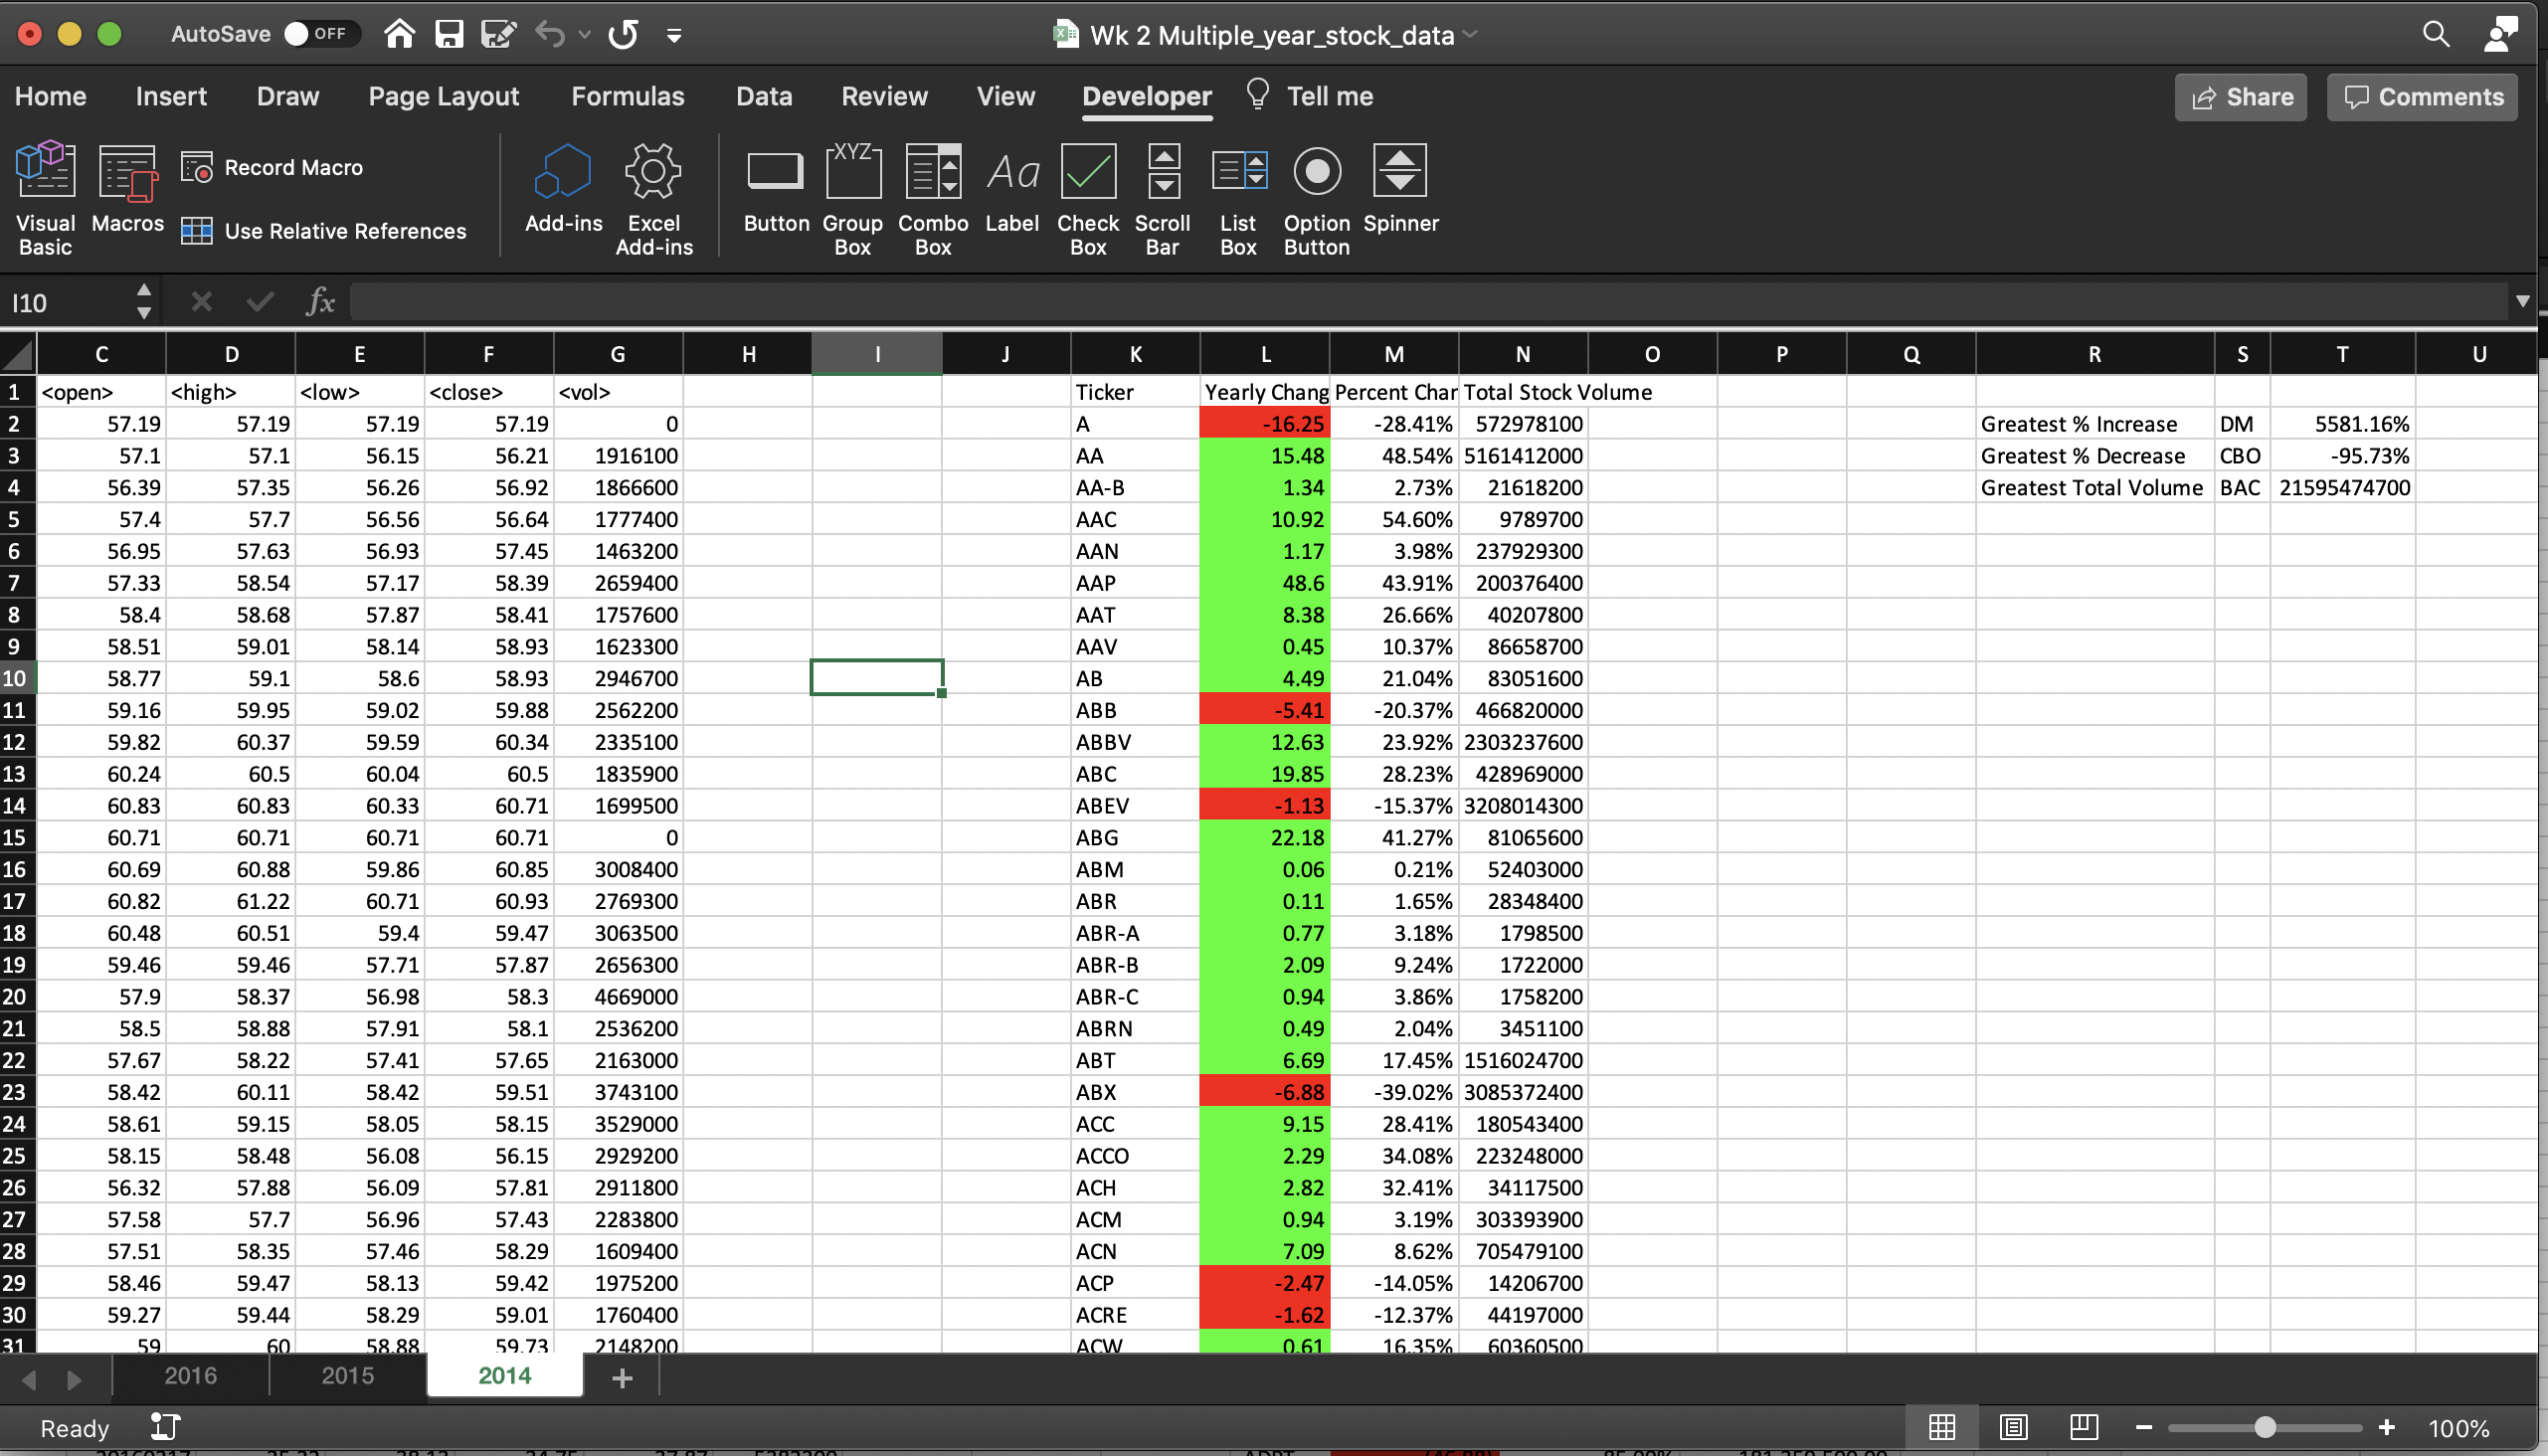 AutoSave OFF Wk 2 Multiple_year_stock_data
Home Insert Draw Page Layout Formulas Data Review View Developer Tell me Share Comments
Visual Basic Macros Record Macro Use Relative References Add-ins Excel Add-ins Button Group Box Combo Box Label Check Box Scroll Bar List Box Option Button Spinner
XYZ Aa
I10 fx
C D E F G H I J K L M N O P Q R S T U
1 <open> <high> <low> <close> <vol> Ticker Yearly Chang Percent Char Total Stock Volume
2 57.19 57.19 57.19 57.19 0 A -16.25 -28.41% 572978100 Greatest % Increase DM 5581.16%
3 57.1 57.1 56.15 56.21 1916100 AA 15.48 48.54% 5161412000 Greatest % Decrease CBO -95.73%
4 56.39 57.35 56.26 56.92 1866600 AA-B 1.34 2.73% 21618200 Greatest Total Volume BAC 21595474700
5 57.4 57.7 56.56 56.64 1777400 AAC 10.92 54.60% 9789700
6 56.95 57.63 56.93 57.45 1463200 AAN 1.17 3.98% 237929300
7 57.33 58.54 57.17 58.39 2659400 AAP 48.6 43.91% 200376400
8 58.4 58.68 57.87 58.41 1757600 AAT 8.38 26.66% 40207800
9 58.51 59.01 58.14 58.93 1623300 AAV 0.45 10.37% 86658700
10 58.77 59.1 58.6 58.93 2946700 AB 4.49 21.04% 83051600
11 59.16 59.95 59.02 59.88 2562200 ABB -5.41 -20.37% 466820000
12 59.82 60.37 59.59 60.34 2335100 ABBV 12.63 23.92% 2303237600
13 60.24 60.5 60.04 60.5 1835900 ABC 19.85 28.23% 428969000
14 60.83 60.83 60.33 60.71 1699500 ABEV -1.13 -15.37% 3208014300
15 60.71 60.71 60.71 60.71 0 ABG 22.18 41.27% 81065600
16 60.69 60.88 59.86 60.85 3008400 ABM 0.06 0.21% 52403000
17 60.82 61.22 60.71 60.93 2769300 ABR 0.11 1.65% 28348400
18 60.48 60.51 59.4 59.47 3063500 ABR-A 0.77 3.18% 1798500
19 59.46 59.46 57.71 57.87 2656300 ABR-B 2.09 9.24% 1722000
20 57.9 58.37 56.98 58.3 4669000 ABR-C 0.94 3.86% 1758200
21 58.5 58.88 57.91 58.1 2536200 ABRN 0.49 2.04% 3451100
22 57.67 58.22 57.41 57.65 2163000 ABT 6.69 17.45% 1516024700
23 58.42 60.11 58.42 59.51 3743100 ABX -6.88 -39.02% 3085372400
24 58.61 59.15 58.05 58.15 3529000 ACC 9.15 28.41% 180543400
25 58.15 58.48 56.08 56.15 2929200 ACCO 2.29 34.08% 223248000
26 56.32 57.88 56.09 57.81 2911800 ACH 2.82 32.41% 34117500
27 57.58 57.7 56.96 57.43 2283800 ACM 0.94 3.19% 303393900
28 57.51 58.35 57.46 58.29 1609400 ACN 7.09 8.62% 705479100
29 58.46 59.47 58.13 59.42 1975200 ACP -2.47 -14.05% 14206700
30 59.27 59.44 58.29 59.01 1760400 ACRE -1.62 -12.37% 44197000
31 59 60 58.88 59.73 2148200 ACW 0.61 16.35% 60360500
2016 2015 2014 +
Ready 100%